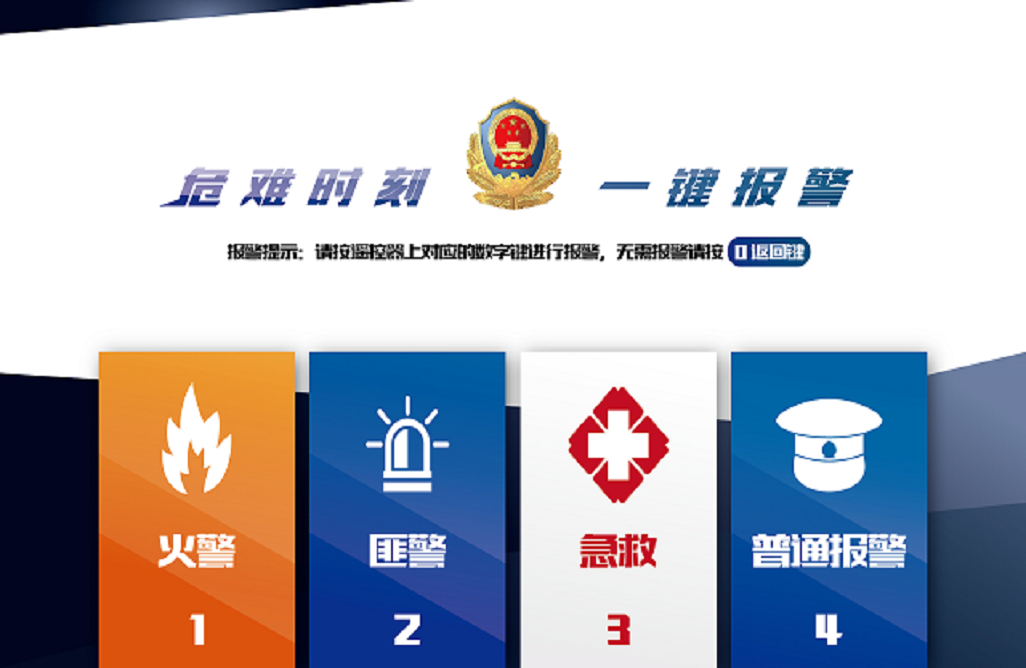 危难时刻 一键报警
报警提示：请按遥控器上对应的数字键进行报警，无需报警请按 0 返回键
火警 匪警 急救 普通报警
1 2 3 4